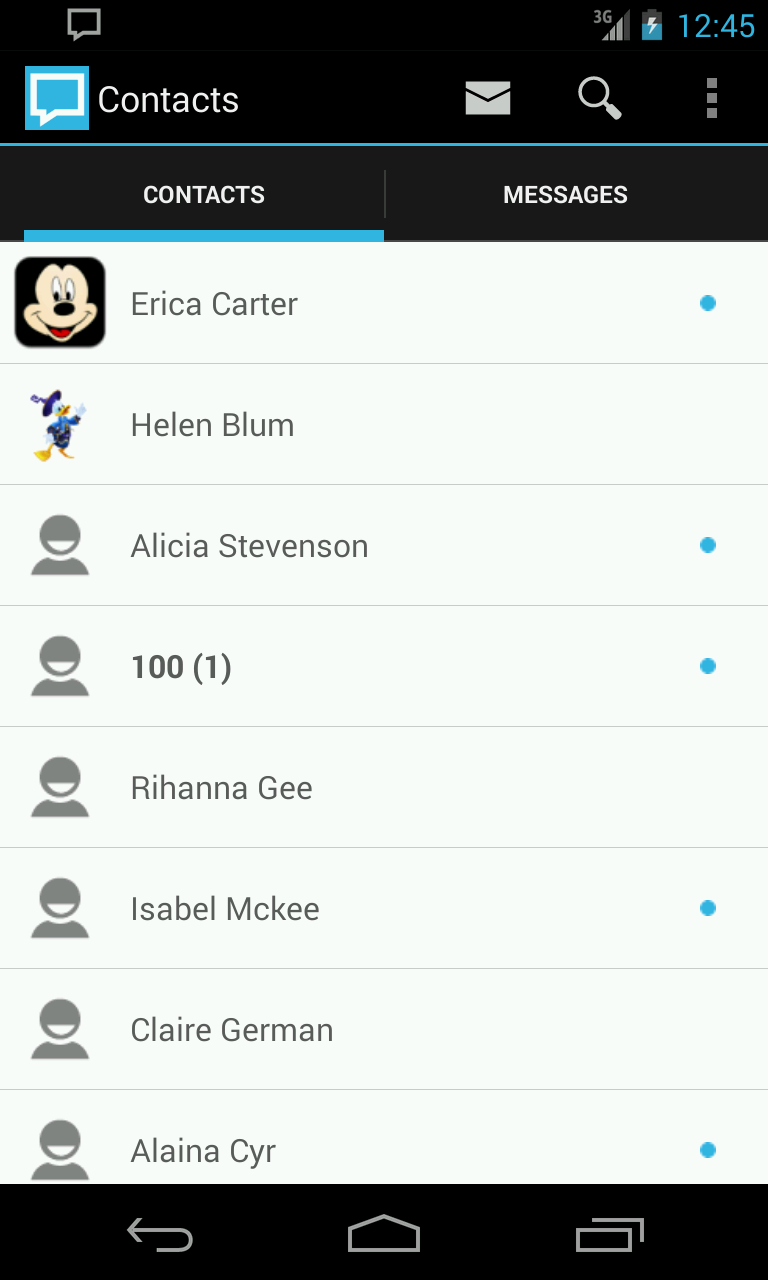 3G 12:45
Contacts
CONTACTS MESSAGES
Erica Carter
Helen Blum
Alicia Stevenson
100 (1)
Rihanna Gee
Isabel Mckee
Claire German
Alaina Cyr